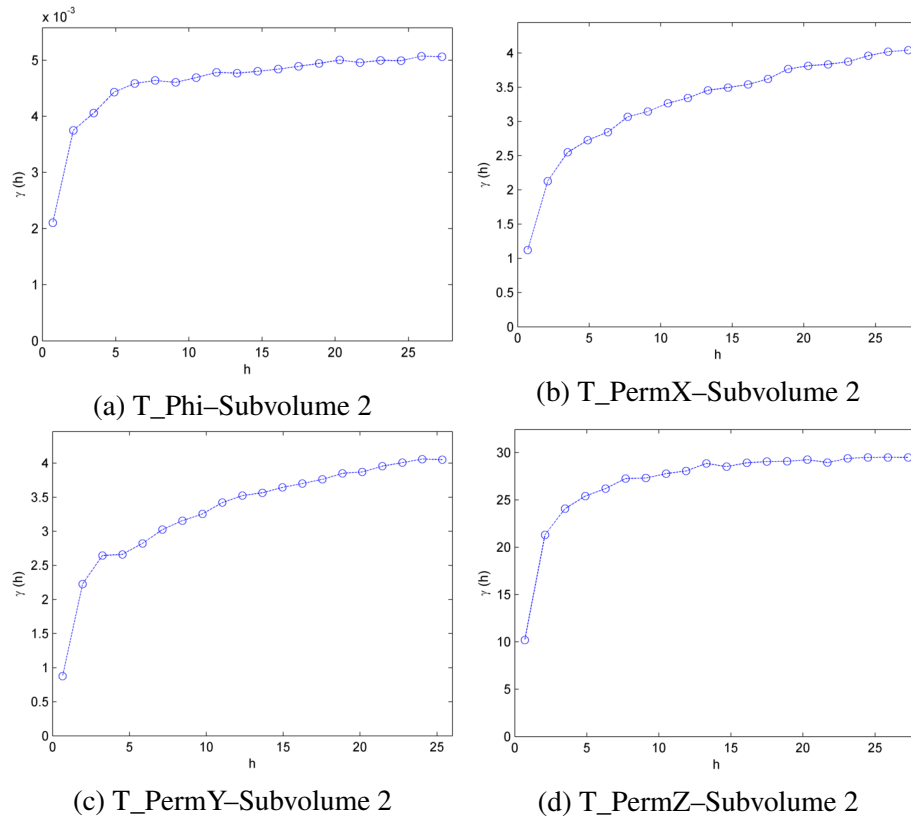 x 10⁻³
5
4
3
2
1
0
γ (h)
0 5 10 15 20 25
h
(a) T_Phi–Subvolume 2
4
3.5
3
2.5
2
1.5
1
0.5
0
γ (h)
0 5 10 15 20 25
h
(b) T_PermX–Subvolume 2
4
3.5
3
2.5
2
1.5
1
0.5
0
γ (h)
0 5 10 15 20 25
h
(c) T_PermY–Subvolume 2
30
25
20
15
10
5
0
γ (h)
0 5 10 15 20 25
h
(d) T_PermZ–Subvolume 2